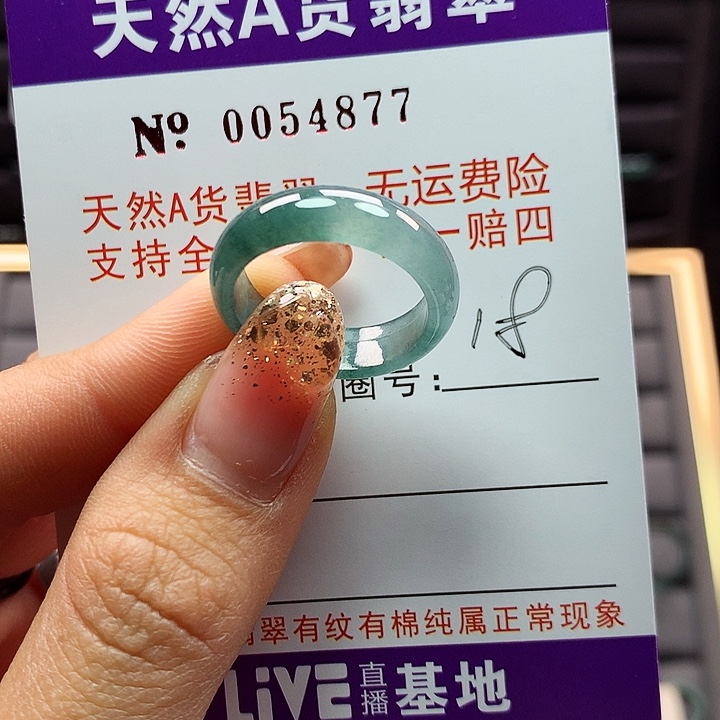 天然A货翡翠
Nº 0054877
天然A货翡翠 无运费险
支持全 一赔四
18
圈号:
翡翠有纹有棉纯属正常现象
LiVE 直播 基地